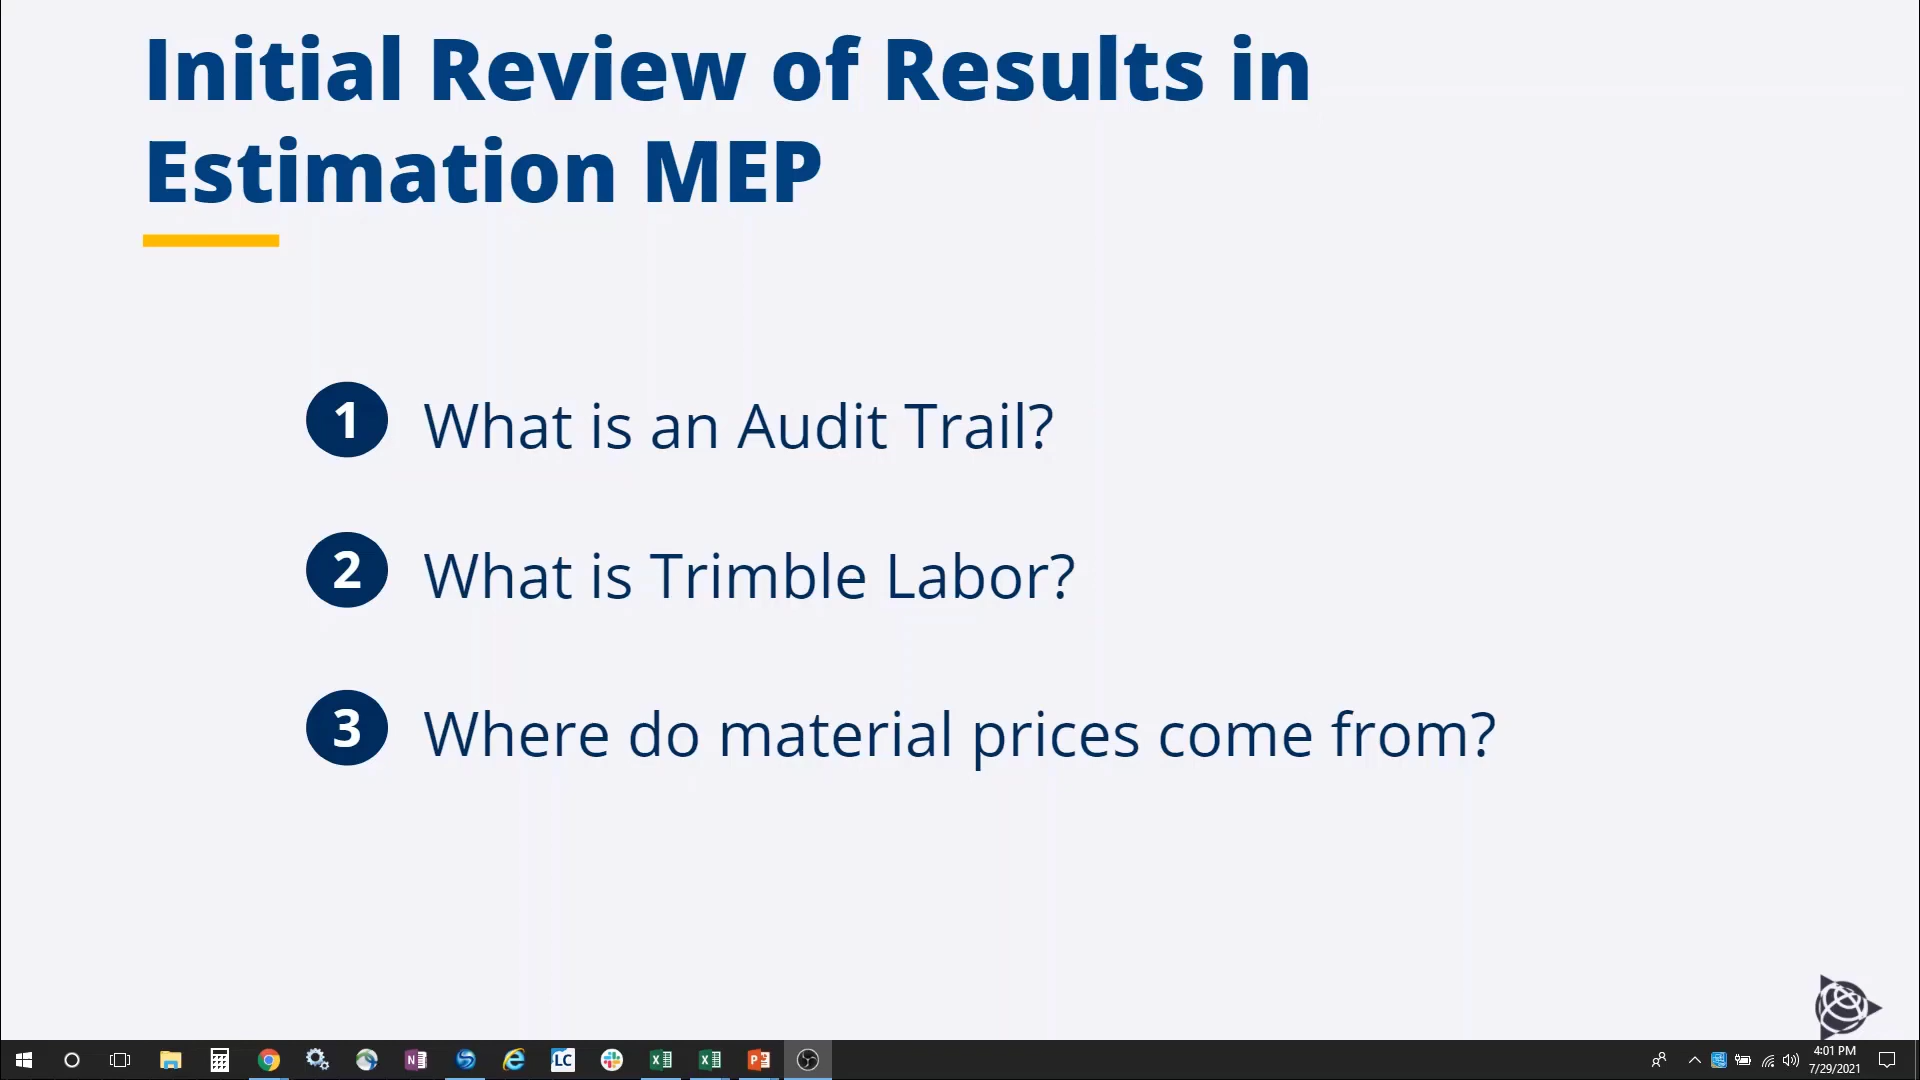 Initial Review of Results in
Estimation MEP
1 What is an Audit Trail?
2 What is Trimble Labor?
3 Where do material prices come from?
N
LC
X
X
P
4:01 PM
7/29/2021